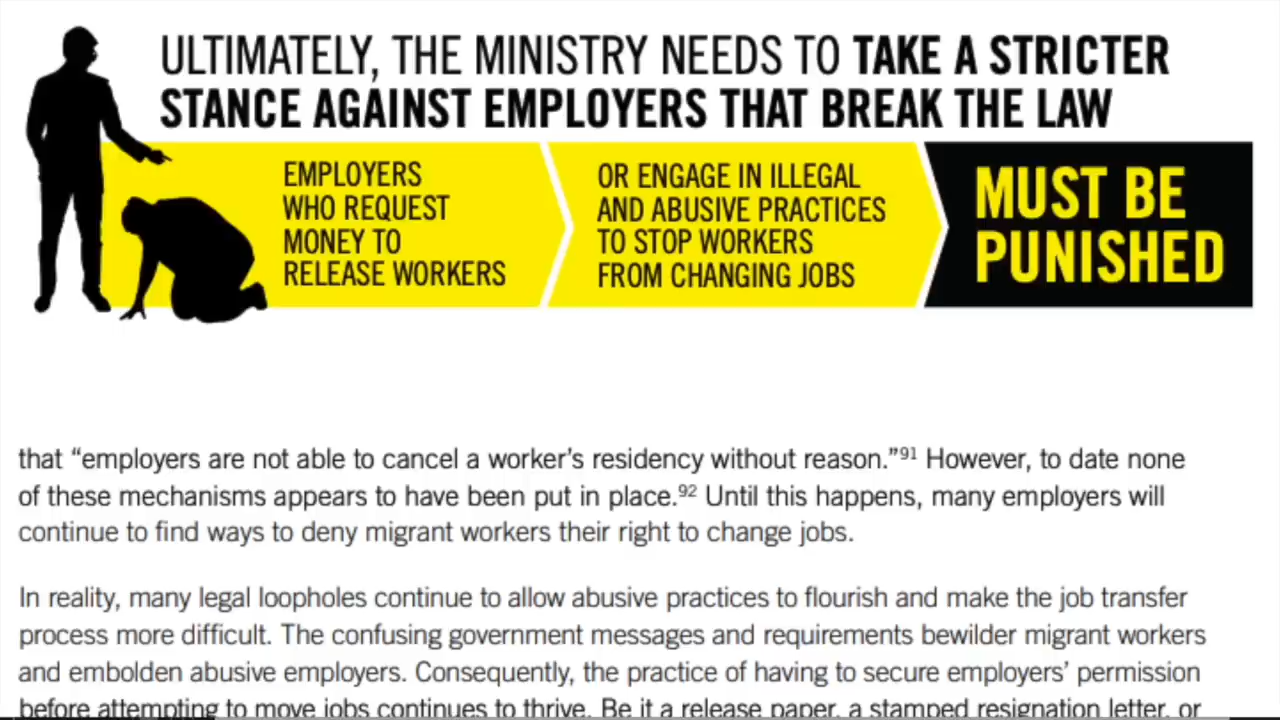 ULTIMATELY, THE MINISTRY NEEDS TO TAKE A STRICTER
STANCE AGAINST EMPLOYERS THAT BREAK THE LAW
EMPLOYERS
WHO REQUEST
MONEY TO
RELEASE WORKERS
OR ENGAGE IN ILLEGAL
AND ABUSIVE PRACTICES
TO STOP WORKERS
FROM CHANGING JOBS
MUST BE
PUNISHED
that “employers are not able to cancel a worker’s residency without reason.”⁹¹ However, to date none
of these mechanisms appears to have been put in place.⁹² Until this happens, many employers will
continue to find ways to deny migrant workers their right to change jobs.
In reality, many legal loopholes continue to allow abusive practices to flourish and make the job transfer
process more difficult. The confusing government messages and requirements bewilder migrant workers
and embolden abusive employers. Consequently, the practice of having to secure employers’ permission
before attempting to move jobs continues to thrive. Be it a release paper, a stamped resignation letter, or